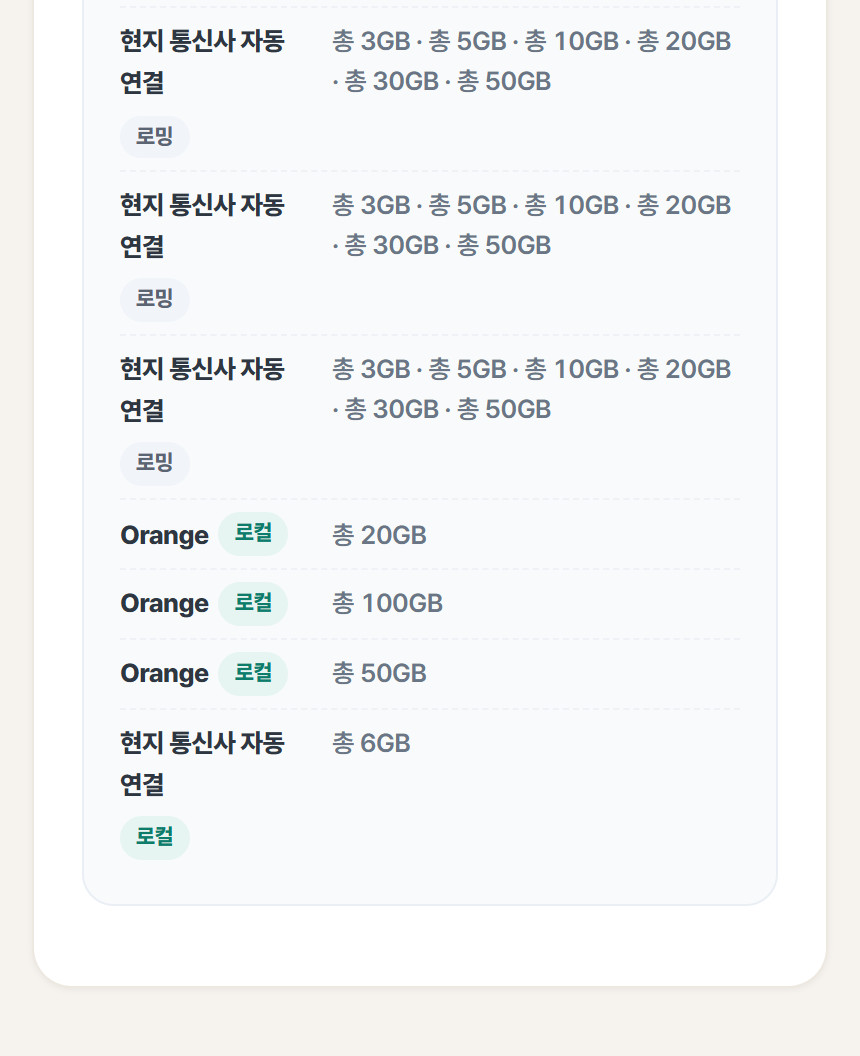 현지 통신사 자동 총 3GB · 총 5GB · 총 10GB · 총 20GB
연결 · 총 30GB · 총 50GB
로밍
현지 통신사 자동 총 3GB · 총 5GB · 총 10GB · 총 20GB
연결 · 총 30GB · 총 50GB
로밍
현지 통신사 자동 총 3GB · 총 5GB · 총 10GB · 총 20GB
연결 · 총 30GB · 총 50GB
로밍
Orange 로컬 총 20GB
Orange 로컬 총 100GB
Orange 로컬 총 50GB
현지 통신사 자동 총 6GB
연결
로컬